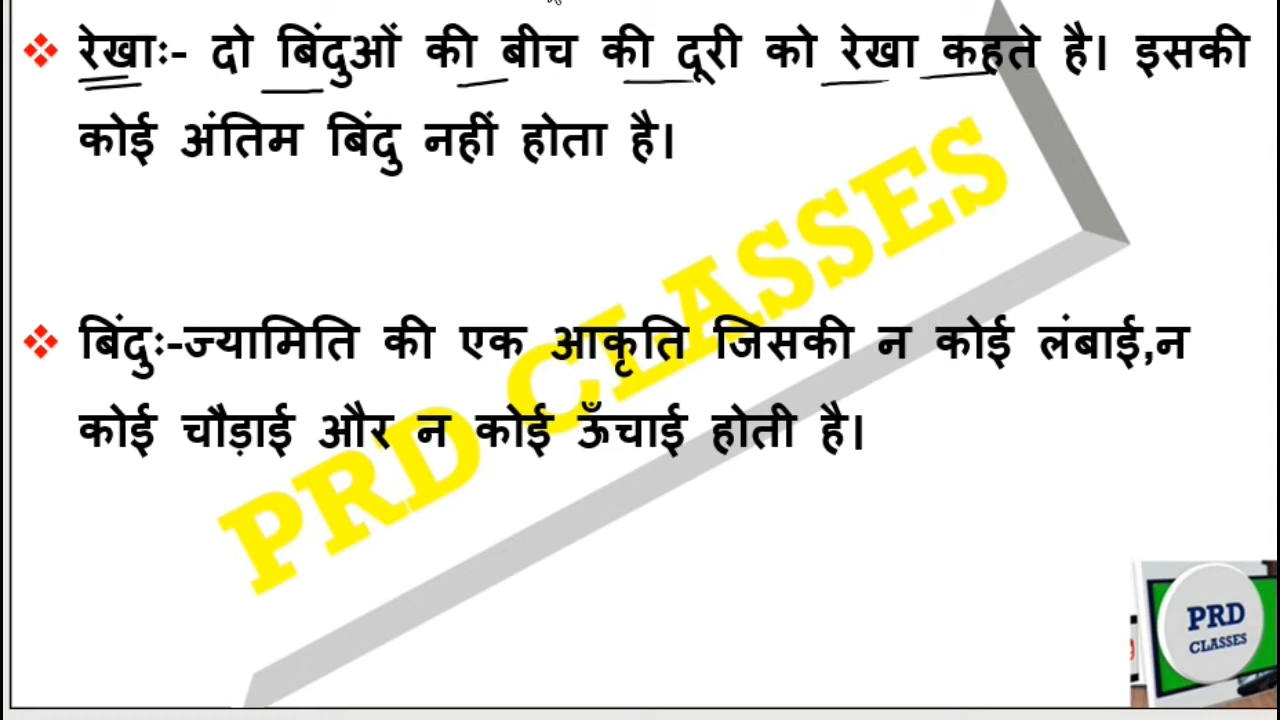 रेखाः- दो बिंदुओं की बीच की दूरी को रेखा कहते है। इसकी
कोई अंतिम बिंदु नहीं होता है।
बिंदुः-ज्यामिति की एक आकृति जिसकी न कोई लंबाई,न
कोई चौड़ाई और न कोई ऊँचाई होती है।
PRD CLASSES
PRD
CLASSES